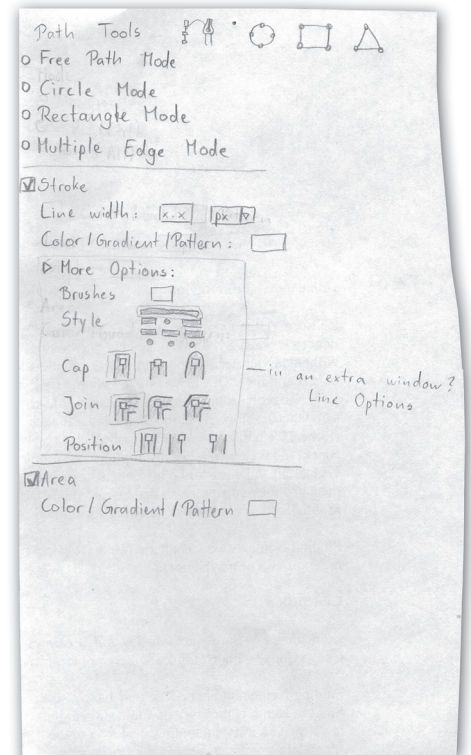 Path Tools
Free Path Mode
Circle Mode
Rectangle Mode
Multiple Edge Mode
Stroke
Line width: x.x px
Color / Gradient / Pattern:
More Options:
Brushes
Style
Cap
Join
Position
in an extra window?
Line Options
Area
Color / Gradient / Pattern